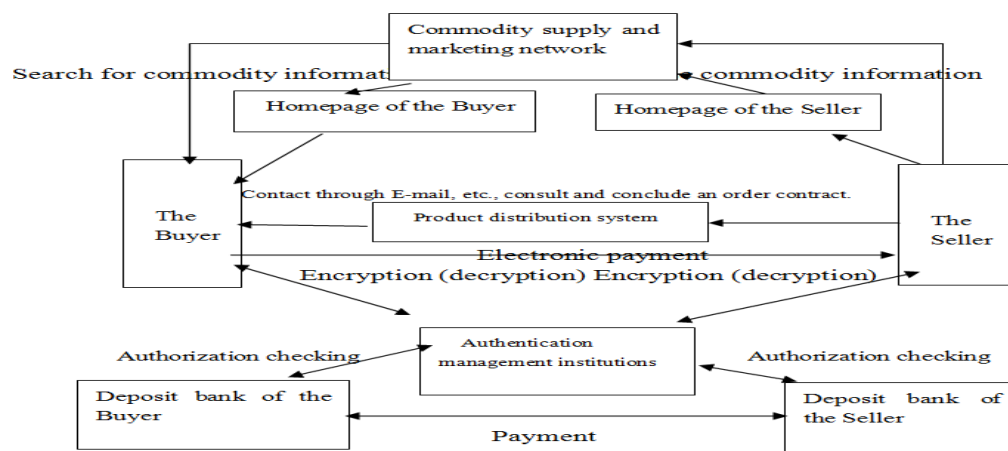 Commodity supply and
marketing network
Search for commodity informat
commodity information
Homepage of the Buyer
Homepage of the Seller
Contact through E-mail, etc., consult and conclude an order contract.
The
Buyer
Product distribution system
The
Seller
Electronic payment
Encryption (decryption) Encryption (decryption)
Authentication
management institutions
Authorization checking
Authorization checking
Deposit bank of the
Buyer
Deposit bank of
the Seller
Payment